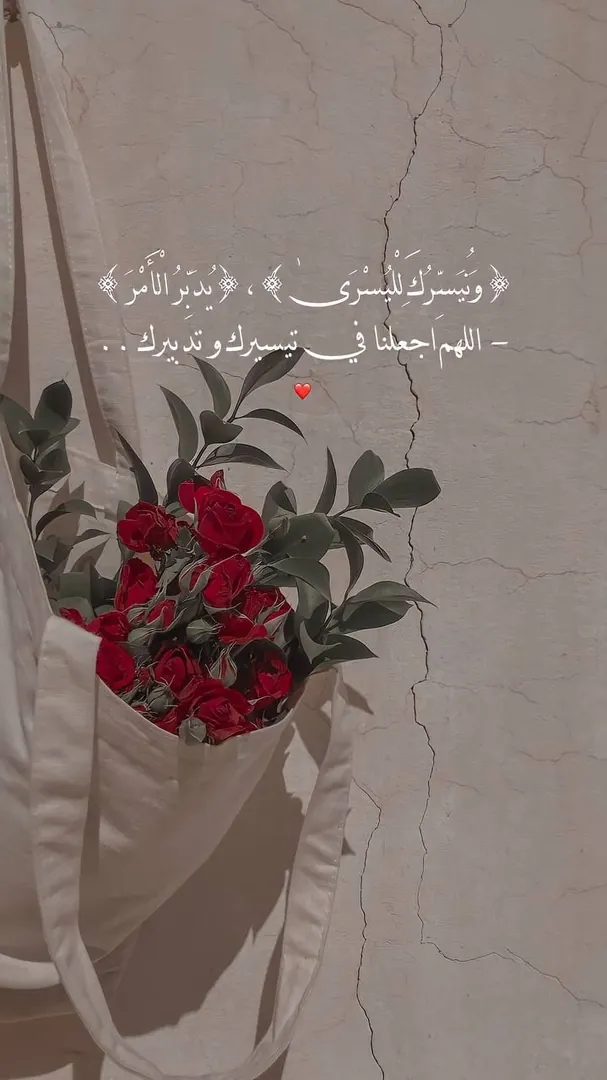 ﴿ وَنُيَسِّرُكَ لِلْيُسْرَىٰ ﴾ ، ﴿ يُدَبِّرُ الْأَمْرَ ﴾
– اللهم اجعلنا في تيسيرك و تدبيرك . .
❤️